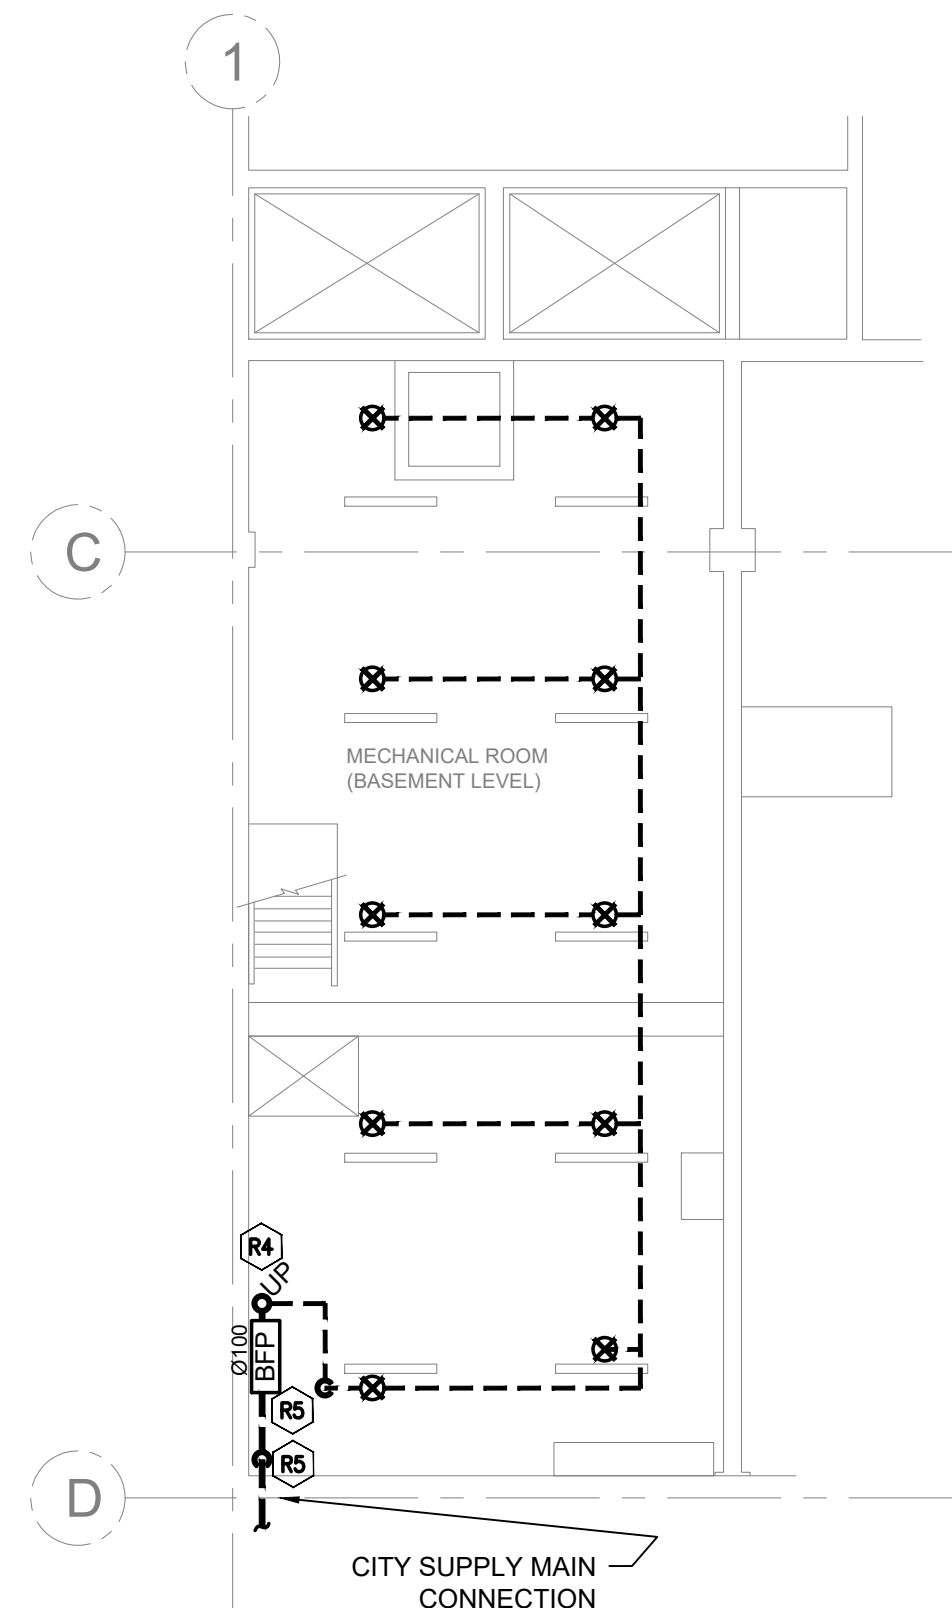 1
C
MECHANICAL ROOM
(BASEMENT LEVEL)
R4
UP
Ø100
BFP
R5
R5
D
CITY SUPPLY MAIN
CONNECTION